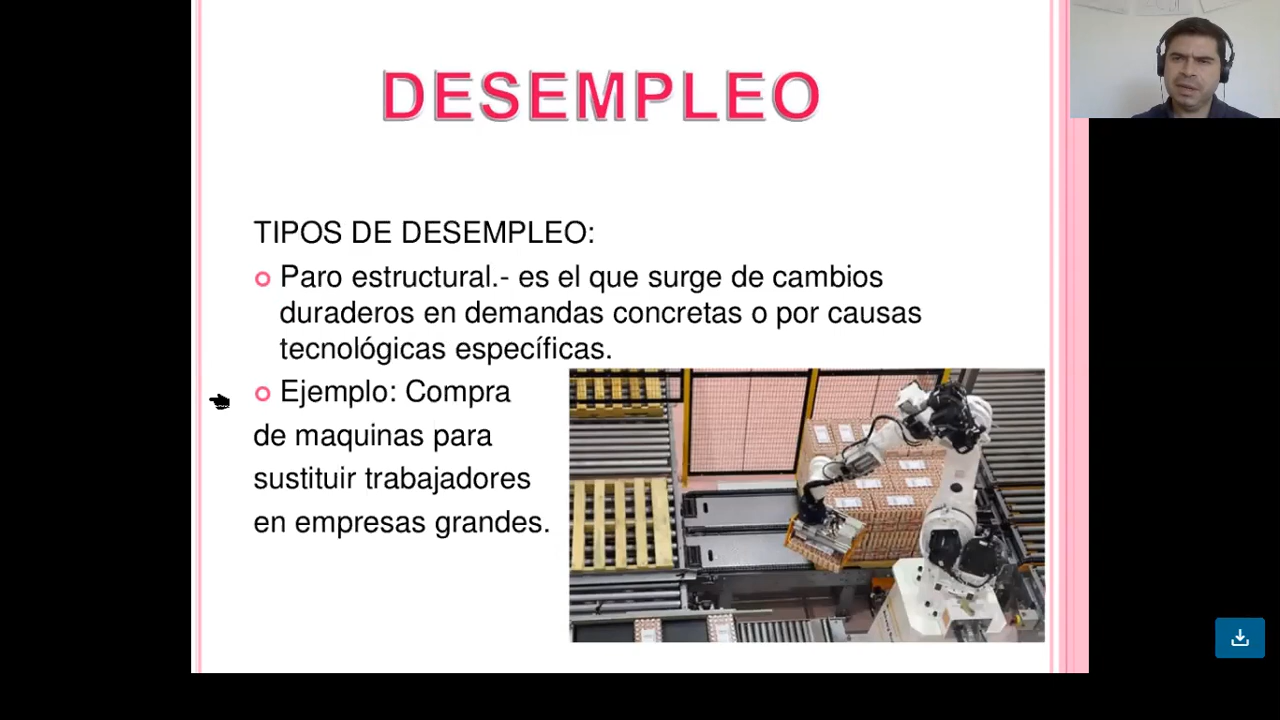 DESEMPLEO
TIPOS DE DESEMPLEO:
Paro estructural.- es el que surge de cambios
duraderos en demandas concretas o por causas
tecnológicas específicas.
Ejemplo: Compra
de maquinas para
sustituir trabajadores
en empresas grandes.